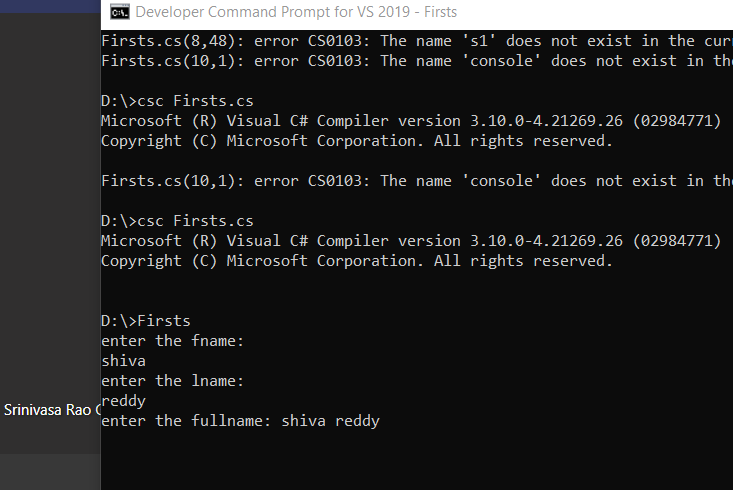 Developer Command Prompt for VS 2019 - Firsts
Firsts.cs(8,48): error CS0103: The name 's1' does not exist in the
Firsts.cs(10,1): error CS0103: The name 'console' does not exist in
D:\>csc Firsts.cs
Microsoft (R) Visual C# Compiler version 3.10.0-4.21269.26 (02984771)
Copyright (C) Microsoft Corporation. All rights reserved.
Firsts.cs(10,1): error CS0103: The name 'console' does not exist in
D:\>csc Firsts.cs
Microsoft (R) Visual C# Compiler version 3.10.0-4.21269.26 (02984771)
Copyright (C) Microsoft Corporation. All rights reserved.
D:\>Firsts
enter the fname:
shiva
enter the lname:
reddy
Srinivasa Rao
enter the fullname: shiva reddy